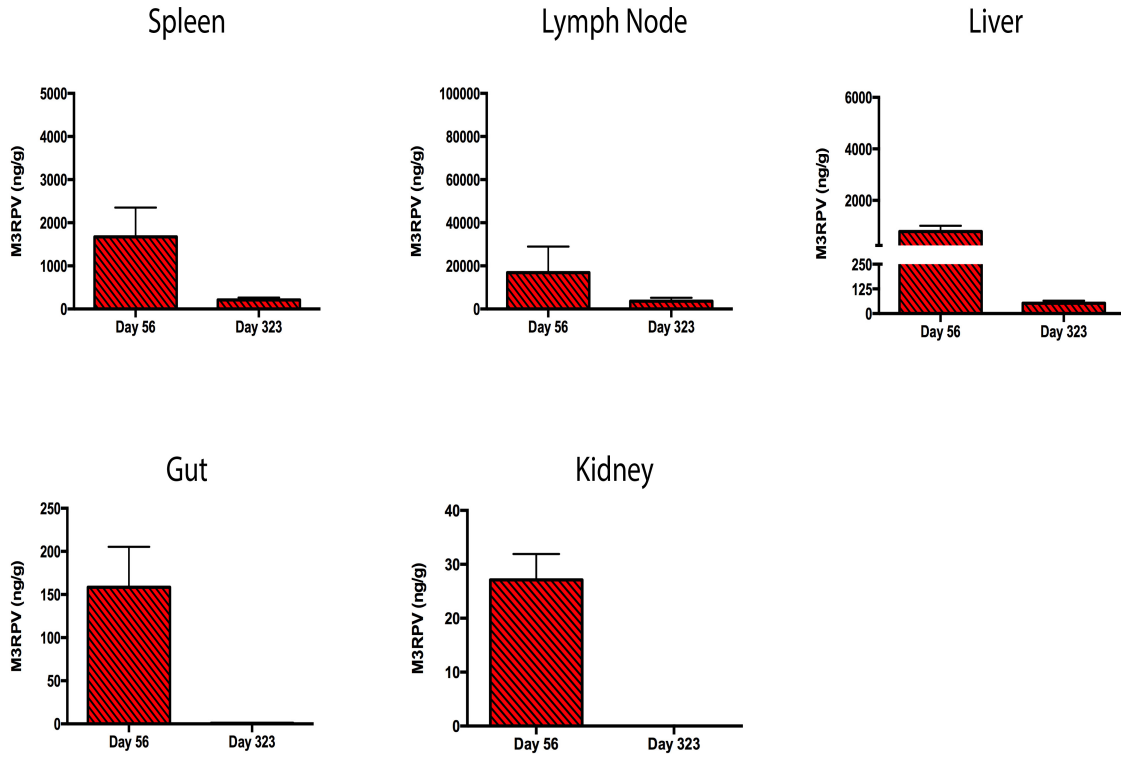 Spleen
M3RPV (ng/g)
5000
4000
3000
2000
1000
0
Day 56
Day 323
Lymph Node
M3RPV (ng/g)
100000
80000
60000
40000
20000
0
Day 56
Day 323
Liver
M3RPV (ng/g)
6000
4000
2000
250
125
0
Day 56
Day 323
Gut
M3RPV (ng/g)
250
200
150
100
50
0
Day 56
Day 323
Kidney
M3RPV (ng/g)
40
30
20
10
0
Day 56
Day 323